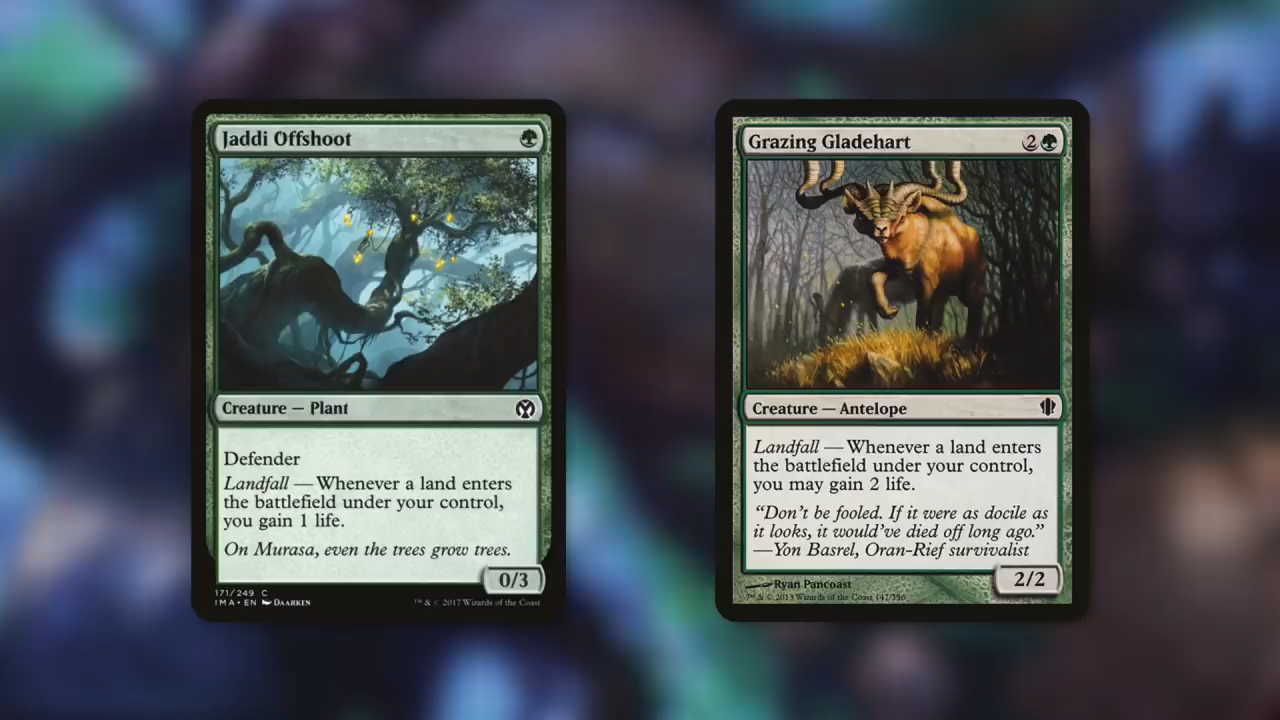 Jaddi Offshoot
Creature — Plant
Defender
Landfall — Whenever a land enters
the battlefield under your control,
you gain 1 life.
On Murasa, even the trees grow trees.
0/3
171/249 C
IMA • EN Daarken
™ & © 2017 Wizards of the Coast
Grazing Gladehart
2
Creature — Antelope
Landfall — Whenever a land enters
the battlefield under your control,
you may gain 2 life.
“Don’t be fooled. If it were as docile as
it looks, it would’ve died off long ago.”
—Yon Basrel, Oran-Rief survivalist
2/2
Ryan Pancoast
™ & © 2013 Wizards of the Coast 147/356